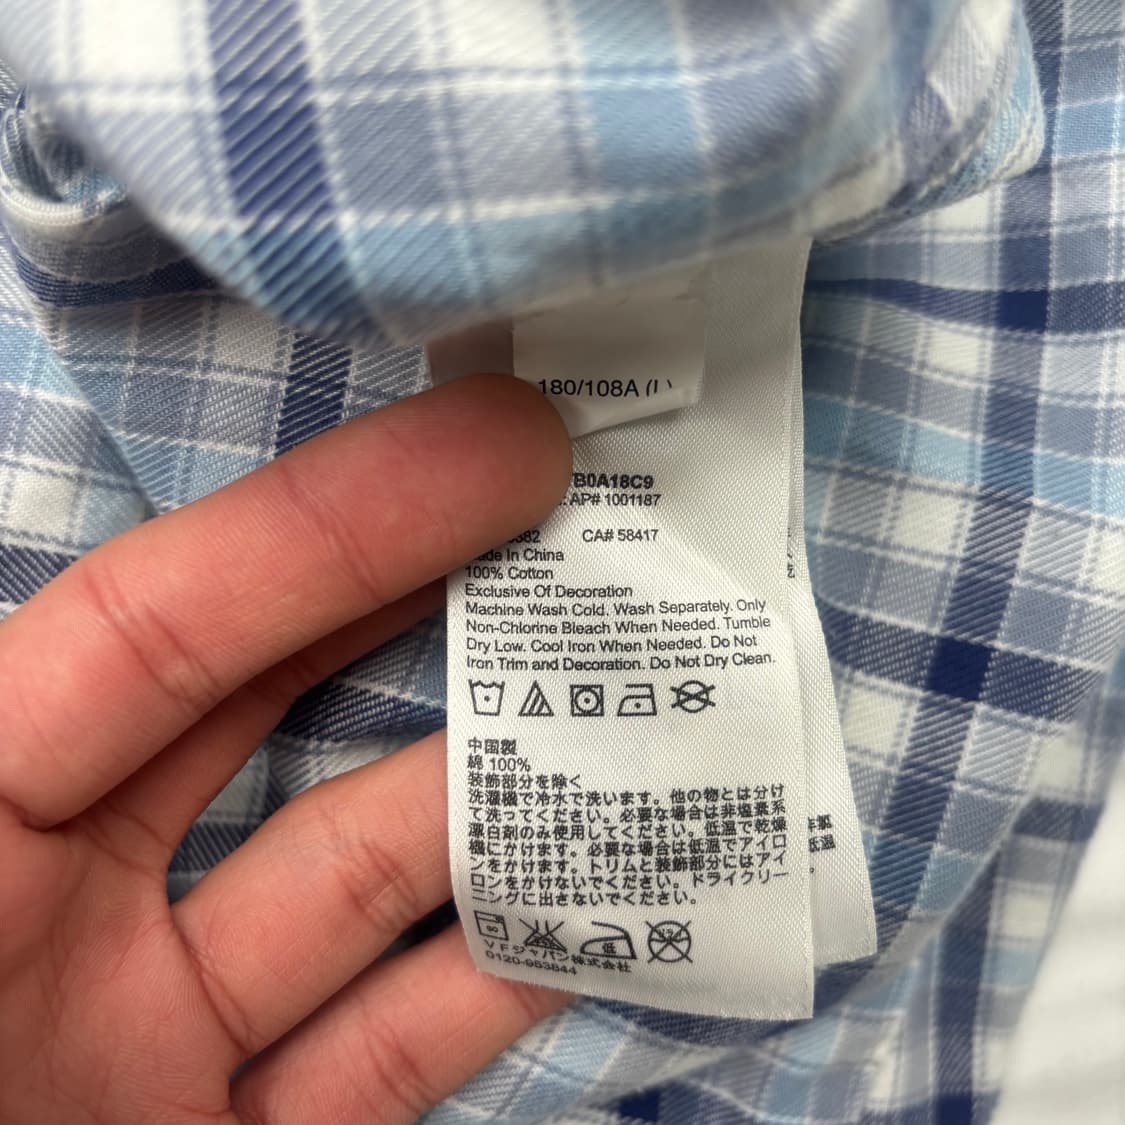 180/108A (L)
B0A18C9
AP# 1001187
382 CA# 58417
ade In China
100% Cotton
Exclusive Of Decoration
Machine Wash Cold. Wash Separately. Only
Non-Chlorine Bleach When Needed. Tumble
Dry Low. Cool Iron When Needed. Do Not
Iron Trim and Decoration. Do Not Dry Clean.
中国製
綿 100%
装飾部分を除く
洗濯機で冷水で洗います。他の物とは分け
て洗ってください。必要な場合は非塩素系
漂白剤のみ使用してください。低温で乾燥
機にかけます。必要な場合は低温でアイロ
ンをかけます。トリムと装飾部分にはアイ
ロンをかけないでください。ドライクリー
ニングに出さないでください。
低
VFジャパン株式会社
0120-953844
低温